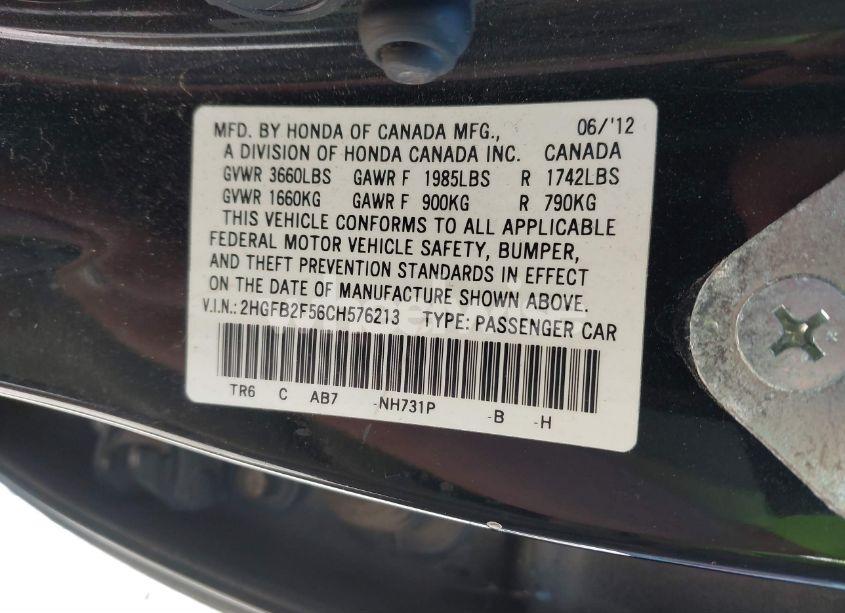 MFD. BY HONDA OF CANADA MFG., 06/'12
A DIVISION OF HONDA CANADA INC. CANADA
GVWR 3660LBS GAWR F 1985LBS R 1742LBS
GVWR 1660KG GAWR F 900KG R 790KG
THIS VEHICLE CONFORMS TO ALL APPLICABLE
FEDERAL MOTOR VEHICLE SAFETY, BUMPER,
AND THEFT PREVENTION STANDARDS IN EFFECT
ON THE DATE OF MANUFACTURE SHOWN ABOVE.
V.I.N.: 2HGFB2F56CH576213 TYPE: PASSENGER CAR
TR6 C AB7 -NH731P -B -H